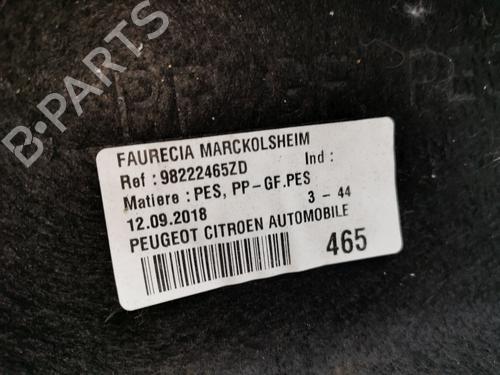 B-PARTS
FAURECIA MARCKOLSHEIM
Ref : 98222465ZD Ind :
Matiere : PES, PP-GF.PES
12.09.2018 3 - 44
PEUGEOT CITROEN AUTOMOBILE
465